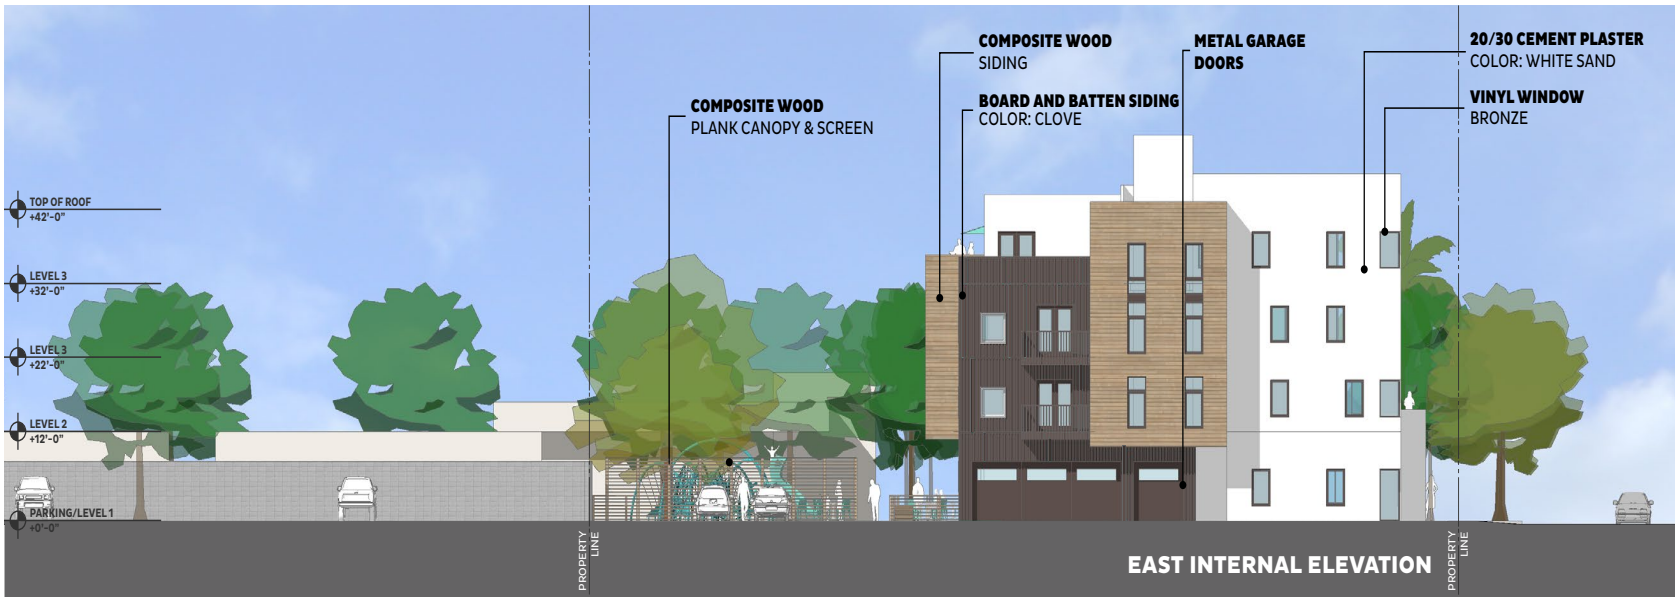 COMPOSITE WOOD
SIDING
METAL GARAGE
DOORS
20/30 CEMENT PLASTER
COLOR: WHITE SAND
COMPOSITE WOOD
PLANK CANOPY & SCREEN
BOARD AND BATTEN SIDING
COLOR: CLOVE
VINYL WINDOW
BRONZE
TOP OF ROOF
+42'-0"
LEVEL 3
+32'-0"
LEVEL 3
+22'-0"
LEVEL 2
+12'-0"
PARKING/LEVEL 1
+0'-0"
PROPERTY
LINE
EAST INTERNAL ELEVATION
PROPERTY
LINE